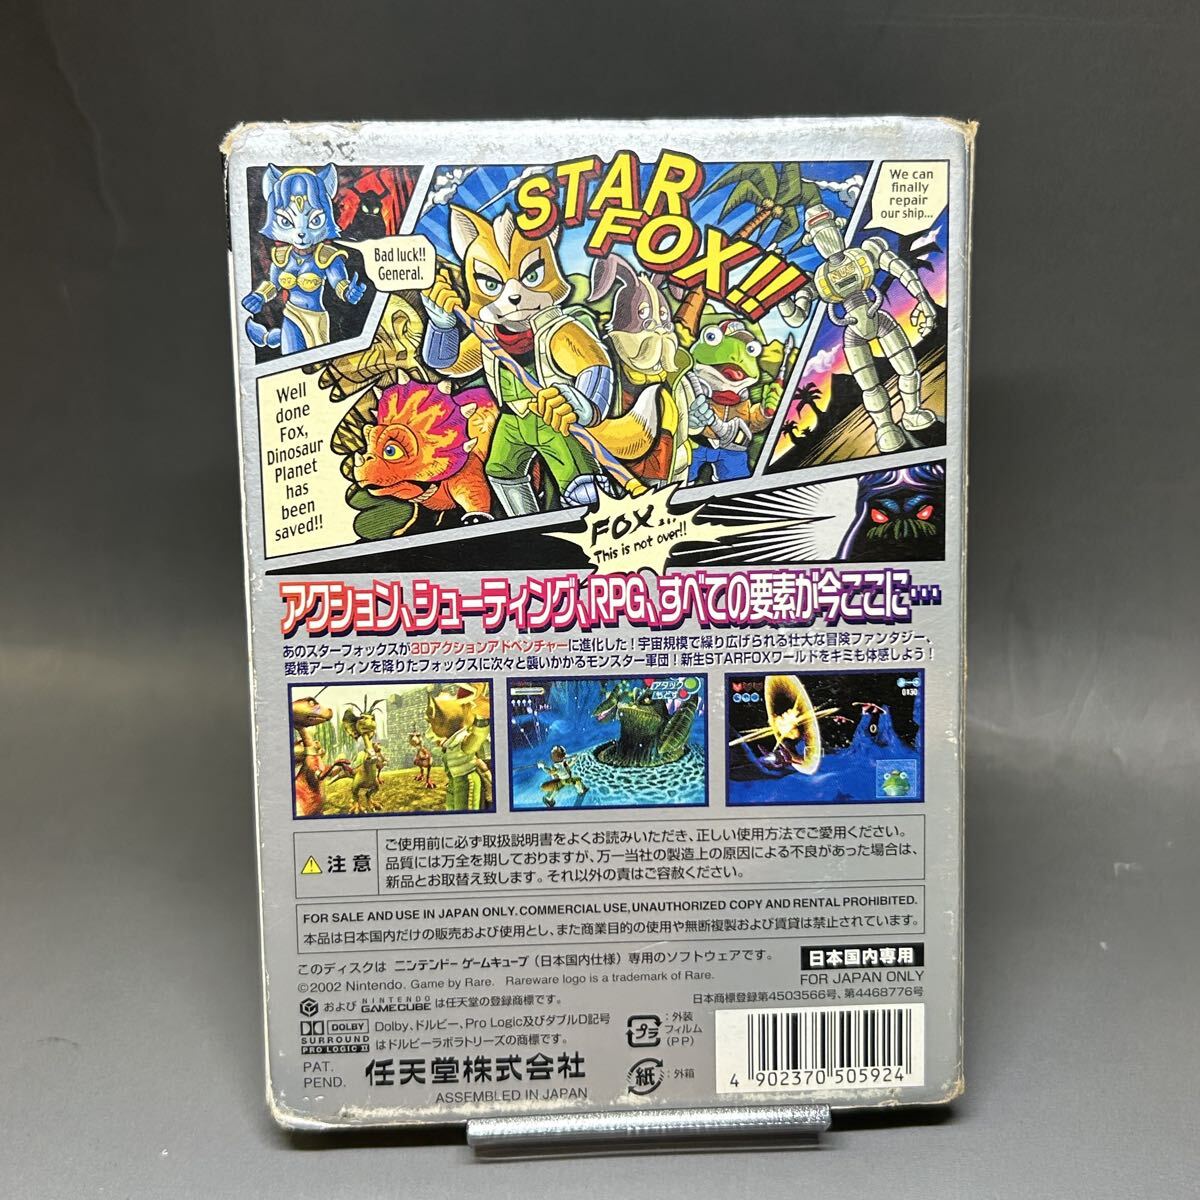 STAR
FOX!!
Bad luck!!
General.
We can
finally
repair
our ship...
Well
done
Fox,
Dinosaur
Planet
has
been
saved!!
FOX...
This is not over!!
アクション、シューティング、RPG、すべての要素が今ここに…
あのスターフォックスが3Dアクションアドベンチャーに進化した！宇宙規模で繰り広げられる壮大な冒険ファンタジー、
愛機アーウィンを降りたフォックスに次々と襲いかかるモンスター軍団！新生STARFOXワールドをキミも体感しよう！
アタック
もどす
注意
ご使用前に必ず取扱説明書をよくお読みいただき、正しい使用方法でご愛用ください。
品質には万全を期しておりますが、万一当社の製造上の原因による不良があった場合は、
新品とお取替え致します。それ以外の責はご容赦ください。
FOR SALE AND USE IN JAPAN ONLY. COMMERCIAL USE, UNAUTHORIZED COPY AND RENTAL PROHIBITED.
本品は日本国内だけの販売および使用とし、また商業目的の使用や無断複製および賃貸は禁止されています。
このディスクは ニンテンドーゲームキューブ（日本国内仕様）専用のソフトウェアです。
日本国内専用
©2002 Nintendo. Game by Rare. Rareware logo is a trademark of Rare.
FOR JAPAN ONLY
および NINTENDO GAMECUBE は任天堂の登録商標です。
日本商標登録第4503566号、第4468776号
DOLBY
SURROUND
PRO LOGIC II
Dolby、ドルビー、Pro Logic及びダブルD記号
はドルビーラボラトリーズの商標です。
プラ
：外装
フィルム
(PP)
紙
：外箱
PAT.
PEND.
任天堂株式会社
ASSEMBLED IN JAPAN
4 902370 505924